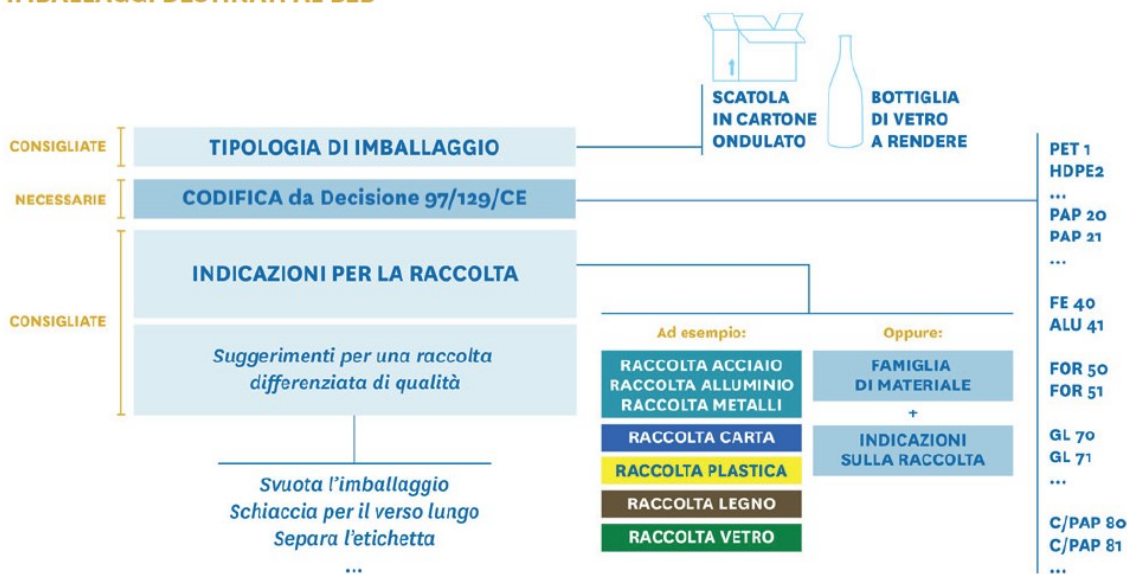 SCATOLA
IN CARTONE
ONDULATO
BOTTIGLIA
DI VETRO
A RENDERE
CONSIGLIATE
TIPOLOGIA DI IMBALLAGGIO
NECESSARIE
CODIFICA da Decisione 97/129/CE
CONSIGLIATE
INDICAZIONI PER LA RACCOLTA
Suggerimenti per una raccolta
differenziata di qualità
Svuota l'imballaggio
Schiaccia per il verso lungo
Separa l'etichetta
...
Ad esempio:
RACCOLTA ACCIAIO
RACCOLTA ALLUMINIO
RACCOLTA METALLI
RACCOLTA CARTA
RACCOLTA PLASTICA
RACCOLTA LEGNO
RACCOLTA VETRO
Oppure:
FAMIGLIA
DI MATERIALE
+
INDICAZIONI
SULLA RACCOLTA
PET 1
HDPE2
...
PAP 20
PAP 21
...
FE 40
ALU 41
FOR 50
FOR 51
GL 70
GL 71
...
C/PAP 80
C/PAP 81
...